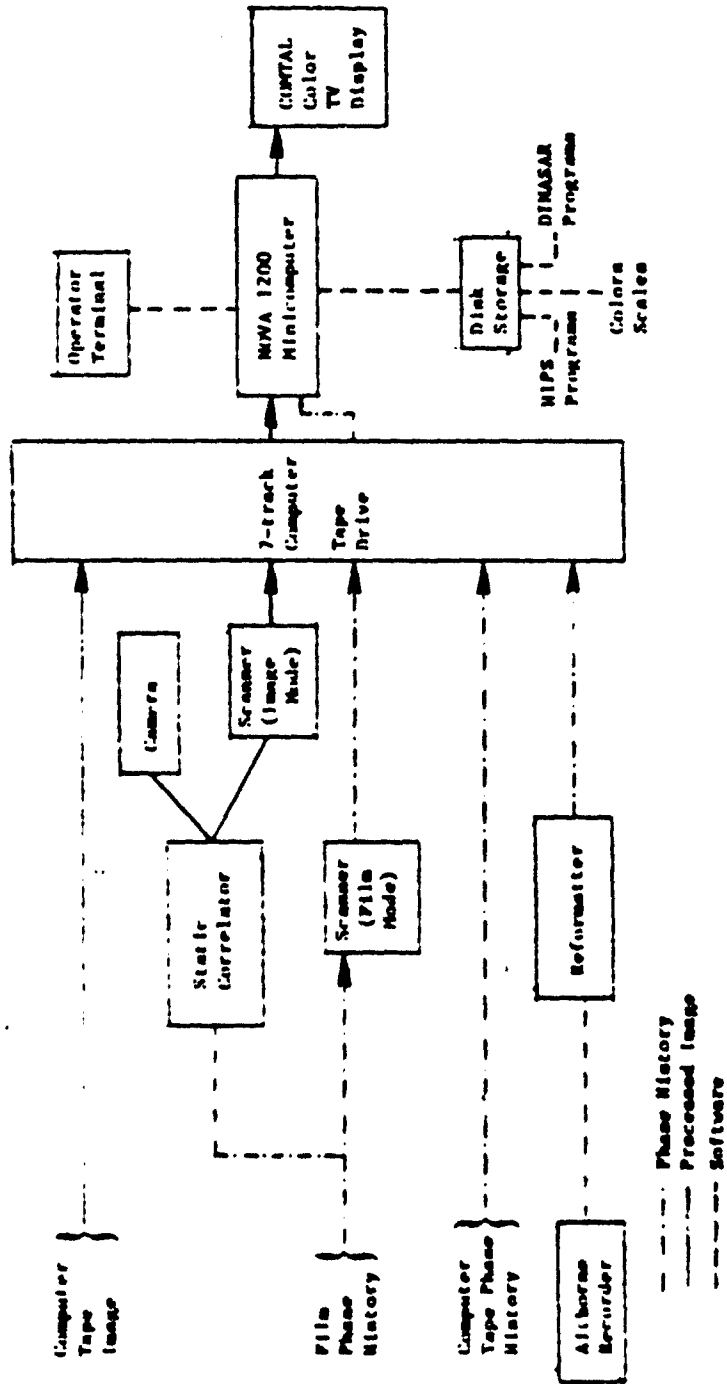 Computer
Tape
Image
Film
Phase
History
Computer
Tape Phase
History
Airborne
Recorder
Static
Correlator
Camera
Scanner
(Image
Mode)
Scanner
(Film
Mode)
Reformatter
7-track
Computer
Tape
Drive
Operator
Terminal
NOVA 1200
Minicomputer
COMTAL
Color
TV
Display
Disk
Storage
MIPS
Programs
Colors
Scales
DIMASAR
Programs
Phase History
Processed Image
Software